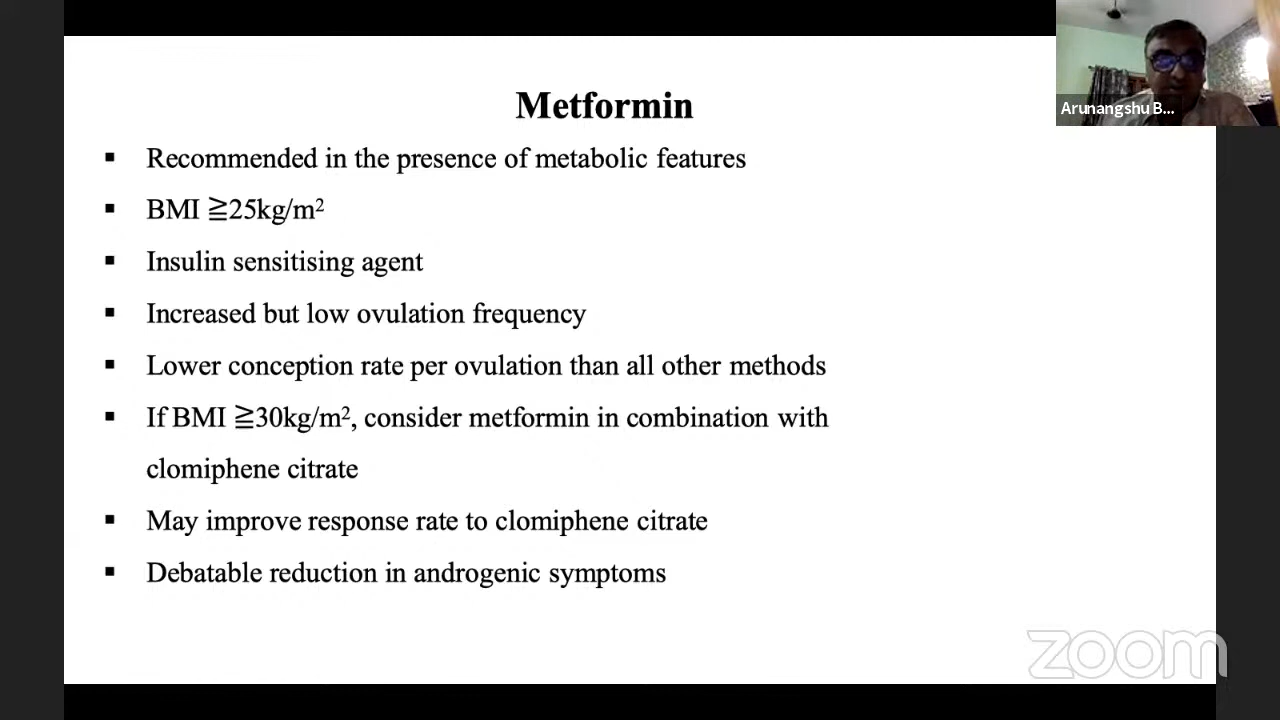 Metformin
Arunangshu B...
▪ Recommended in the presence of metabolic features
▪ BMI ≧25kg/m²
▪ Insulin sensitising agent
▪ Increased but low ovulation frequency
▪ Lower conception rate per ovulation than all other methods
▪ If BMI ≧30kg/m², consider metformin in combination with
clomiphene citrate
▪ May improve response rate to clomiphene citrate
▪ Debatable reduction in androgenic symptoms
zoom